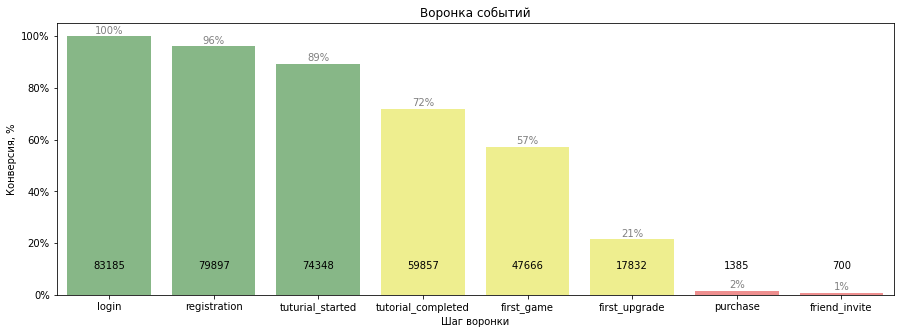 Воронка событий
Конверсия, %
100%
80%
60%
40%
20%
0%
100%
96%
89%
72%
57%
21%
2%
1%
83185
79897
74348
59857
47666
17832
1385
700
login
registration
tuturial_started
tutorial_completed
first_game
first_upgrade
purchase
friend_invite
Шаг воронки